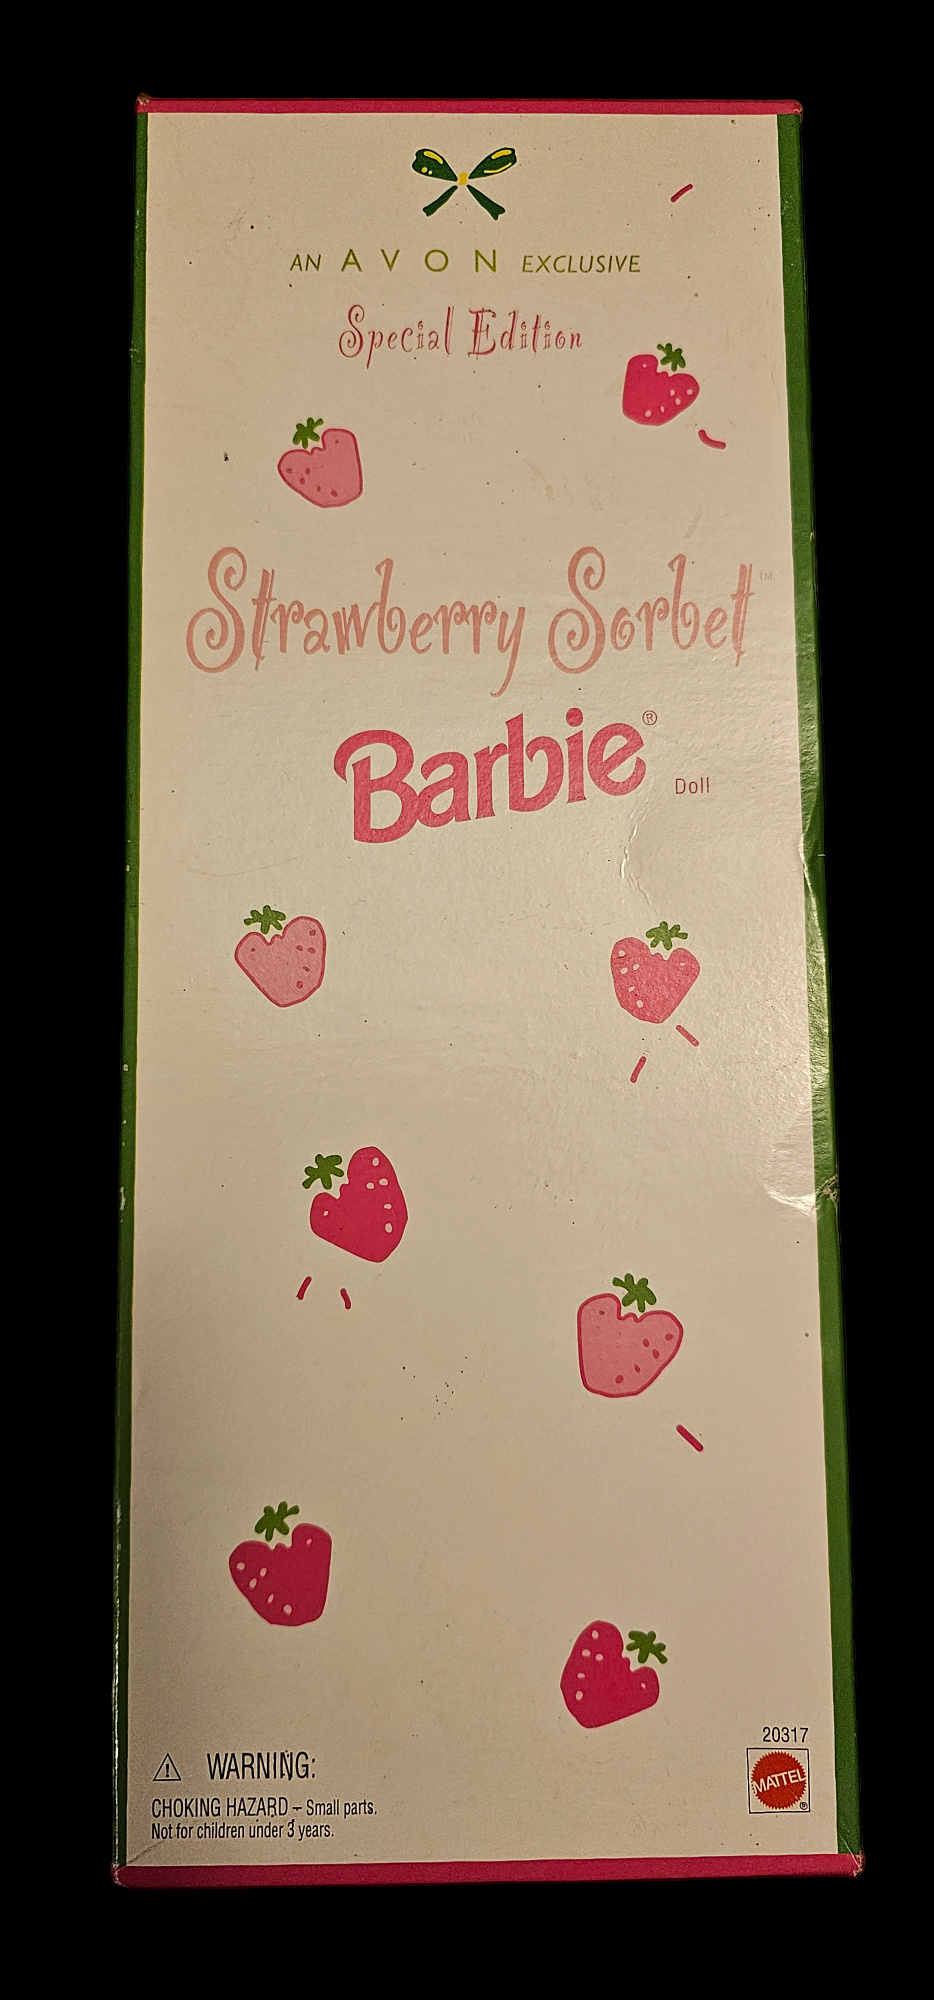 AN AVON EXCLUSIVE
Special Edition
Strawberry Sorbet™
Barbie® Doll
20317
MATTEL®
⚠ WARNING:
CHOKING HAZARD – Small parts.
Not for children under 3 years.